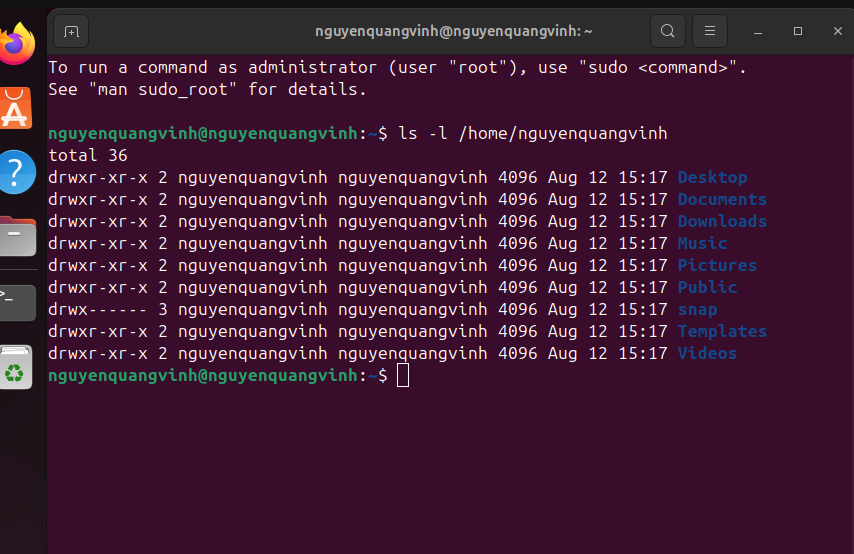 nguyenquangvinh@nguyenquangvinh: ~
To run a command as administrator (user "root"), use "sudo <command>".
See "man sudo_root" for details.
nguyenquangvinh@nguyenquangvinh:~$ ls -l /home/nguyenquangvinh
total 36
drwxr-xr-x 2 nguyenquangvinh nguyenquangvinh 4096 Aug 12 15:17 Desktop
drwxr-xr-x 2 nguyenquangvinh nguyenquangvinh 4096 Aug 12 15:17 Documents
drwxr-xr-x 2 nguyenquangvinh nguyenquangvinh 4096 Aug 12 15:17 Downloads
drwxr-xr-x 2 nguyenquangvinh nguyenquangvinh 4096 Aug 12 15:17 Music
drwxr-xr-x 2 nguyenquangvinh nguyenquangvinh 4096 Aug 12 15:17 Pictures
drwxr-xr-x 2 nguyenquangvinh nguyenquangvinh 4096 Aug 12 15:17 Public
drwx------ 3 nguyenquangvinh nguyenquangvinh 4096 Aug 12 15:17 snap
drwxr-xr-x 2 nguyenquangvinh nguyenquangvinh 4096 Aug 12 15:17 Templates
drwxr-xr-x 2 nguyenquangvinh nguyenquangvinh 4096 Aug 12 15:17 Videos
nguyenquangvinh@nguyenquangvinh:~$